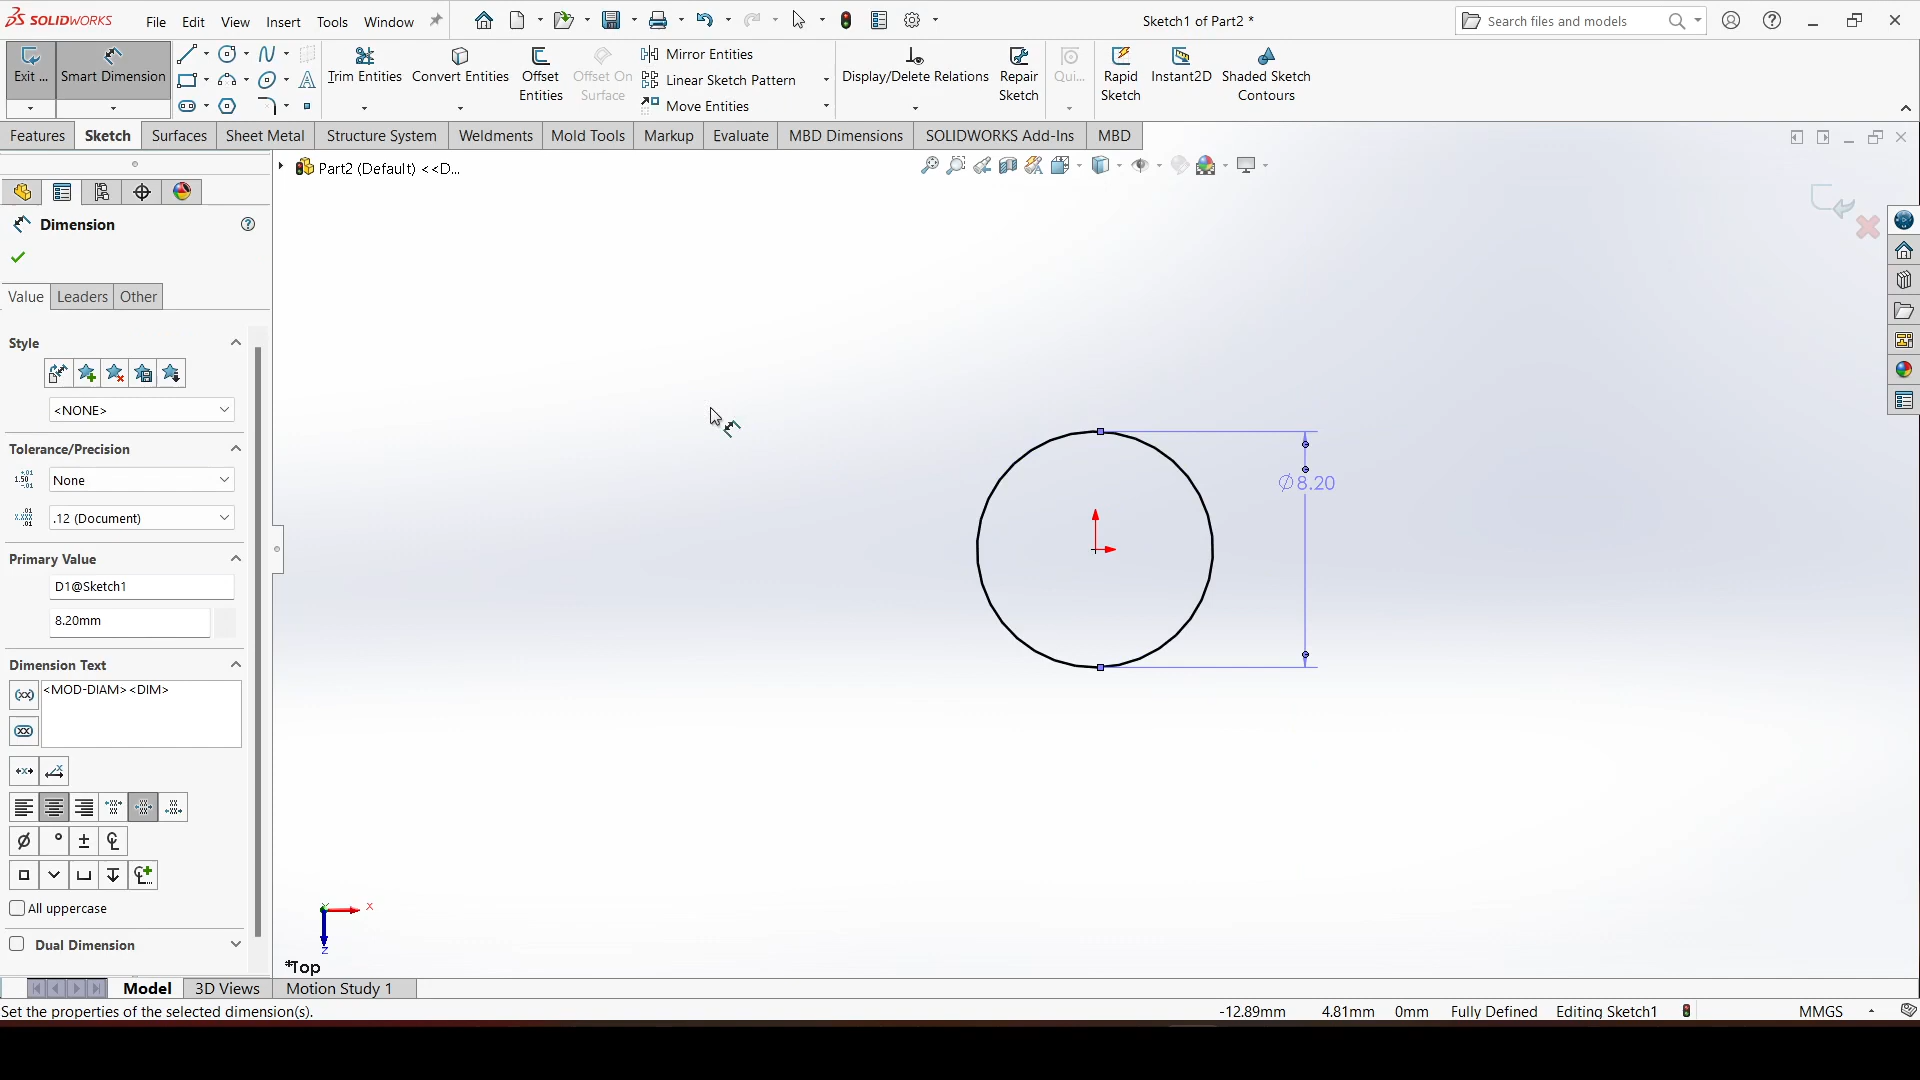 SOLIDWORKS File Edit View Insert Tools Window Sketch1 of Part2 * Search files and models
Exit ... Smart Dimension Trim Entities Convert Entities Offset Entities Offset On Surface Mirror Entities Linear Sketch Pattern Move Entities Display/Delete Relations Repair Sketch Qui... Rapid Sketch Instant2D Shaded Sketch Contours
Features Sketch Surfaces Sheet Metal Structure System Weldments Mold Tools Markup Evaluate MBD Dimensions SOLIDWORKS Add-Ins MBD
Part2 (Default) <<D...
Dimension
Value Leaders Other
Style
<NONE>
Tolerance/Precision
None
.12 (Document)
Primary Value
D1@Sketch1
8.20mm
Dimension Text
<MOD-DIAM><DIM>
All uppercase
Dual Dimension
∅8.20
X
Z
*Top
Model 3D Views Motion Study 1
Set the properties of the selected dimension(s). -12.89mm 4.81mm 0mm Fully Defined Editing Sketch1 MMGS